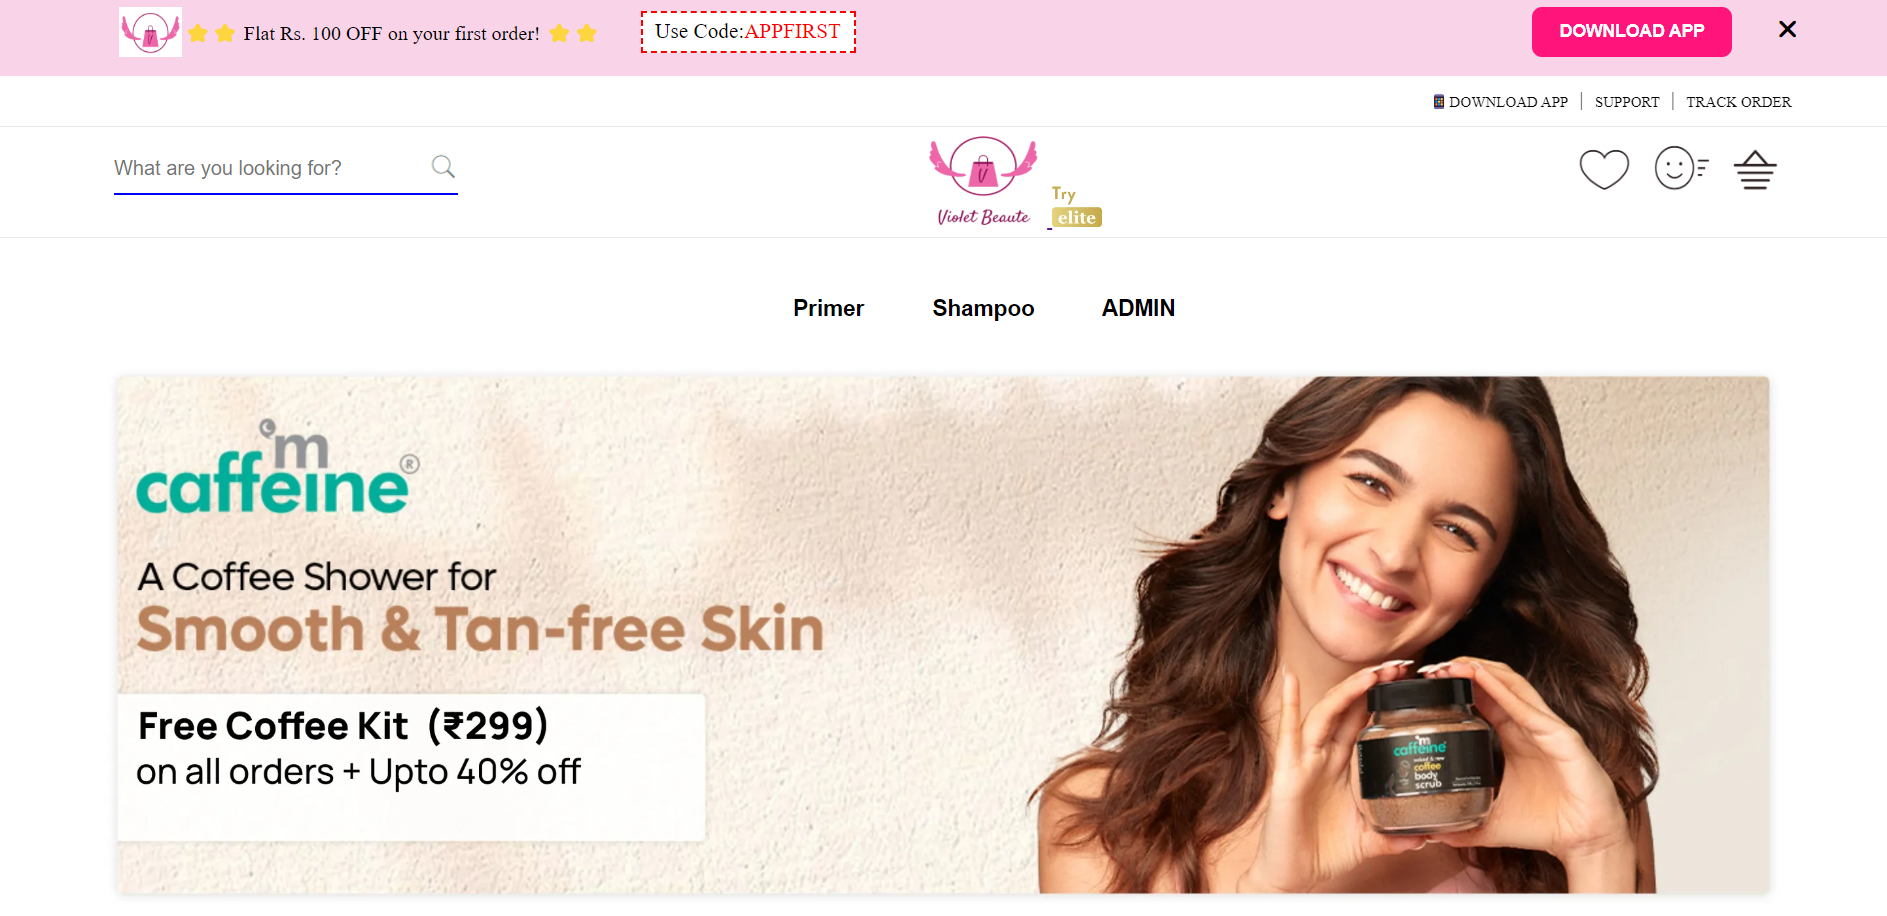 Flat Rs. 100 OFF on your first order!
Use Code:APPFIRST
DOWNLOAD APP
DOWNLOAD APP
SUPPORT
TRACK ORDER
What are you looking for?
V
Violet Beaute
Try
elite
Primer
Shampoo
ADMIN
'm
caffeine®
A Coffee Shower for
Smooth & Tan-free Skin
Free Coffee Kit (₹299)
on all orders + Upto 40% off
'm
caffeine
naked & raw
coffee
body
scrub